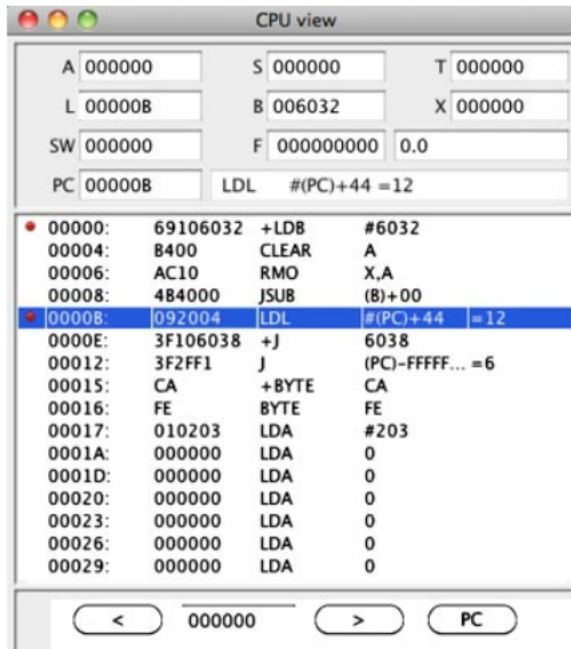 CPU view
A 000000 S 000000 T 000000
L 00000B B 006032 X 000000
SW 000000 F 000000000 0.0
PC 00000B LDL #(PC)+44 =12
00000: 69106032 +LDB #6032
00004: B400 CLEAR A
00006: AC10 RMO X,A
00008: 4B4000 JSUB (B)+00
0000B: 092004 LDL #(PC)+44 =12
0000E: 3F106038 +J 6038
00012: 3F2FF1 J (PC)-FFFFF... =6
00015: CA +BYTE CA
00016: FE BYTE FE
00017: 010203 LDA #203
0001A: 000000 LDA 0
0001D: 000000 LDA 0
00020: 000000 LDA 0
00023: 000000 LDA 0
00026: 000000 LDA 0
00029: 000000 LDA 0
< 000000 > PC